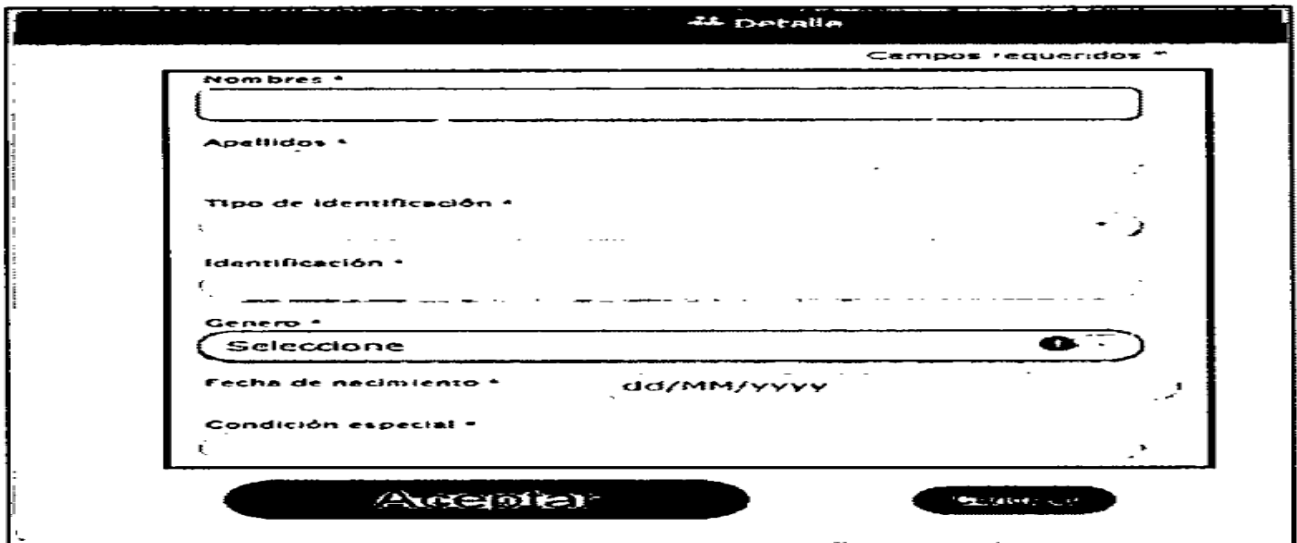 Detalle
Campos requeridos *
Nombres *
Apellidos *
Tipo de identificación *
Identificación *
Genero *
Seleccione
Fecha de nacimiento *
dd/MM/yyyy
Condición especial *
Aceptar